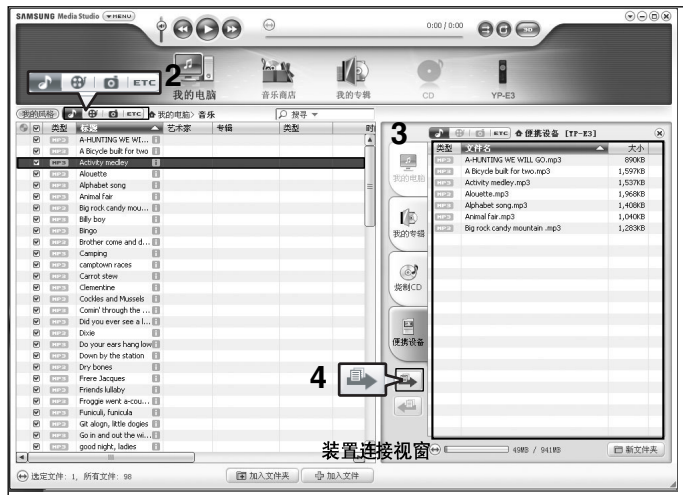 SAMSUNG Media Studio MENU
0:00 / 0:00
3D
ETC
2
我的电脑
音乐商店
我的专辑
CD
YP-E3
我的风格
ETC
我的电脑> 音乐
搜寻
类型 标题 艺术家 专辑 类型 时
MP3 A-HUNTING WE WI...
MP3 A Bicycle built for two
MP3 Activity medley
MP3 Alouette
MP3 Alphabet song
MP3 Animal fair
MP3 Big rock candy mou...
MP3 Billy boy
MP3 Bingo
MP3 Brother come and d...
MP3 Camping
MP3 camptown races
MP3 Carrot stew
MP3 Clementine
MP3 Cockles and Mussels
MP3 Comin' through the ...
MP3 Did you ever see a l...
MP3 Dixie
MP3 Do your ears hang low
MP3 Down by the station
MP3 Dry bones
MP3 Frere Jacques
MP3 Friends lullaby
MP3 Froggie went a-cou...
MP3 Funiculi, funicula
MP3 Git alogn, little dogies
MP3 Go in and out the wi...
MP3 good night, ladies
选定文件: 1, 所有文件: 98
加入文件夹
加入文件
3
ETC
便携设备 [YP-E3]
我的电脑
我的专辑
烧制CD
便携设备
4
类型 文件名 大小
MP3 A-HUNTING WE WILL GO.mp3 890KB
MP3 A Bicycle built for two.mp3 1,597KB
MP3 Activity medley.mp3 1,537KB
MP3 Alouette.mp3 1,968KB
MP3 Alphabet song.mp3 1,408KB
MP3 Animal fair.mp3 1,040KB
MP3 Big rock candy mountain .mp3 1,283KB
装置连接视窗
49MB / 941MB
新文件夹